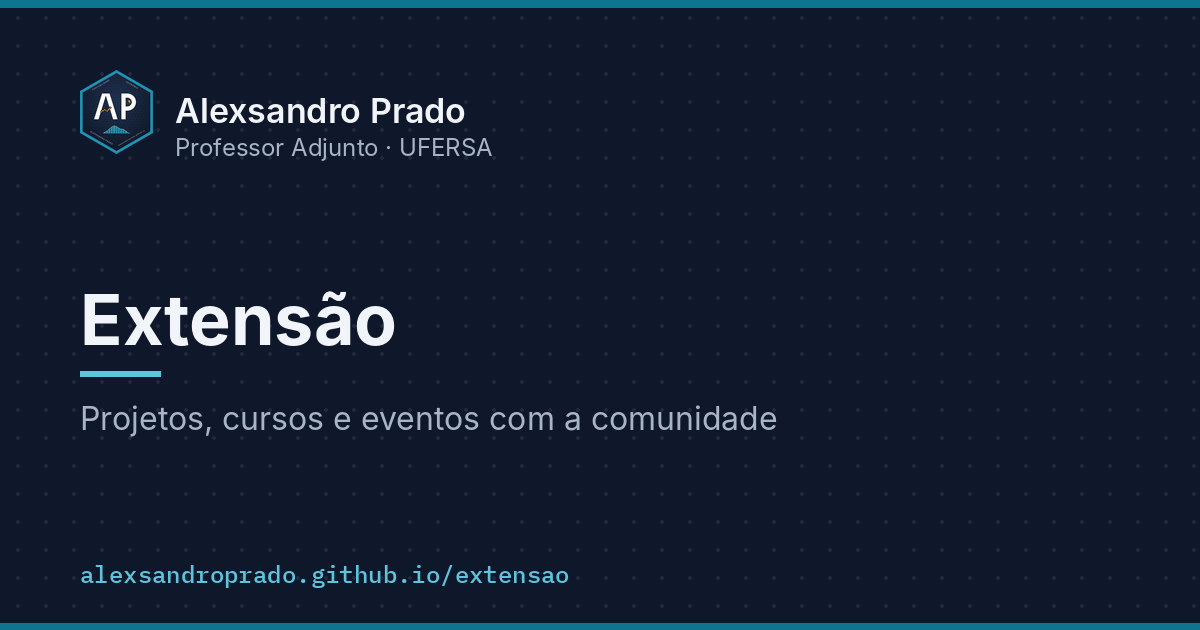 AP
Alexsandro Prado
Professor Adjunto · UFERSA
Extensão
Projetos, cursos e eventos com a comunidade
alexsandroprado.github.io/extensao